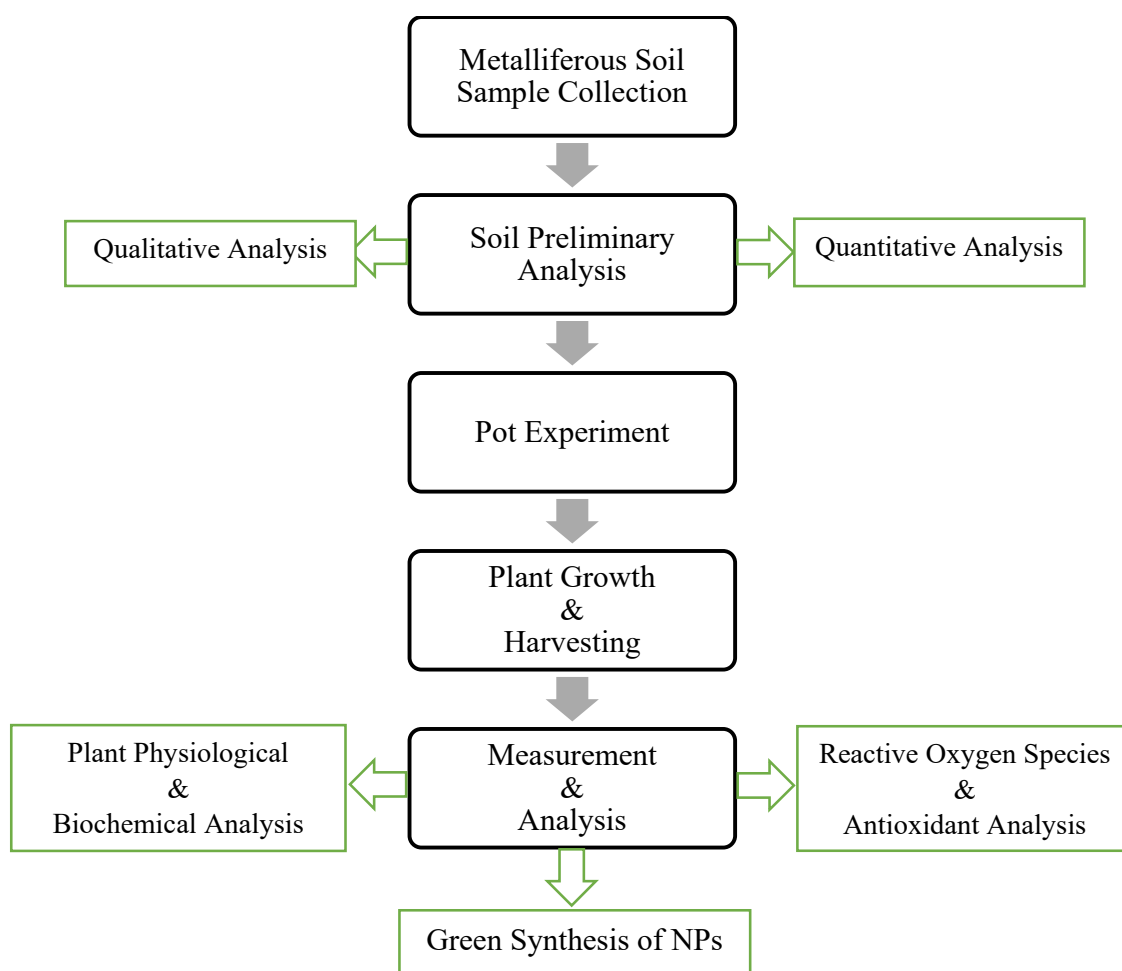 Metalliferous Soil
Sample Collection
Qualitative Analysis
Soil Preliminary
Analysis
Quantitative Analysis
Pot Experiment
Plant Growth
&
Harvesting
Plant Physiological
&
Biochemical Analysis
Measurement
&
Analysis
Reactive Oxygen Species
&
Antioxidant Analysis
Green Synthesis of NPs